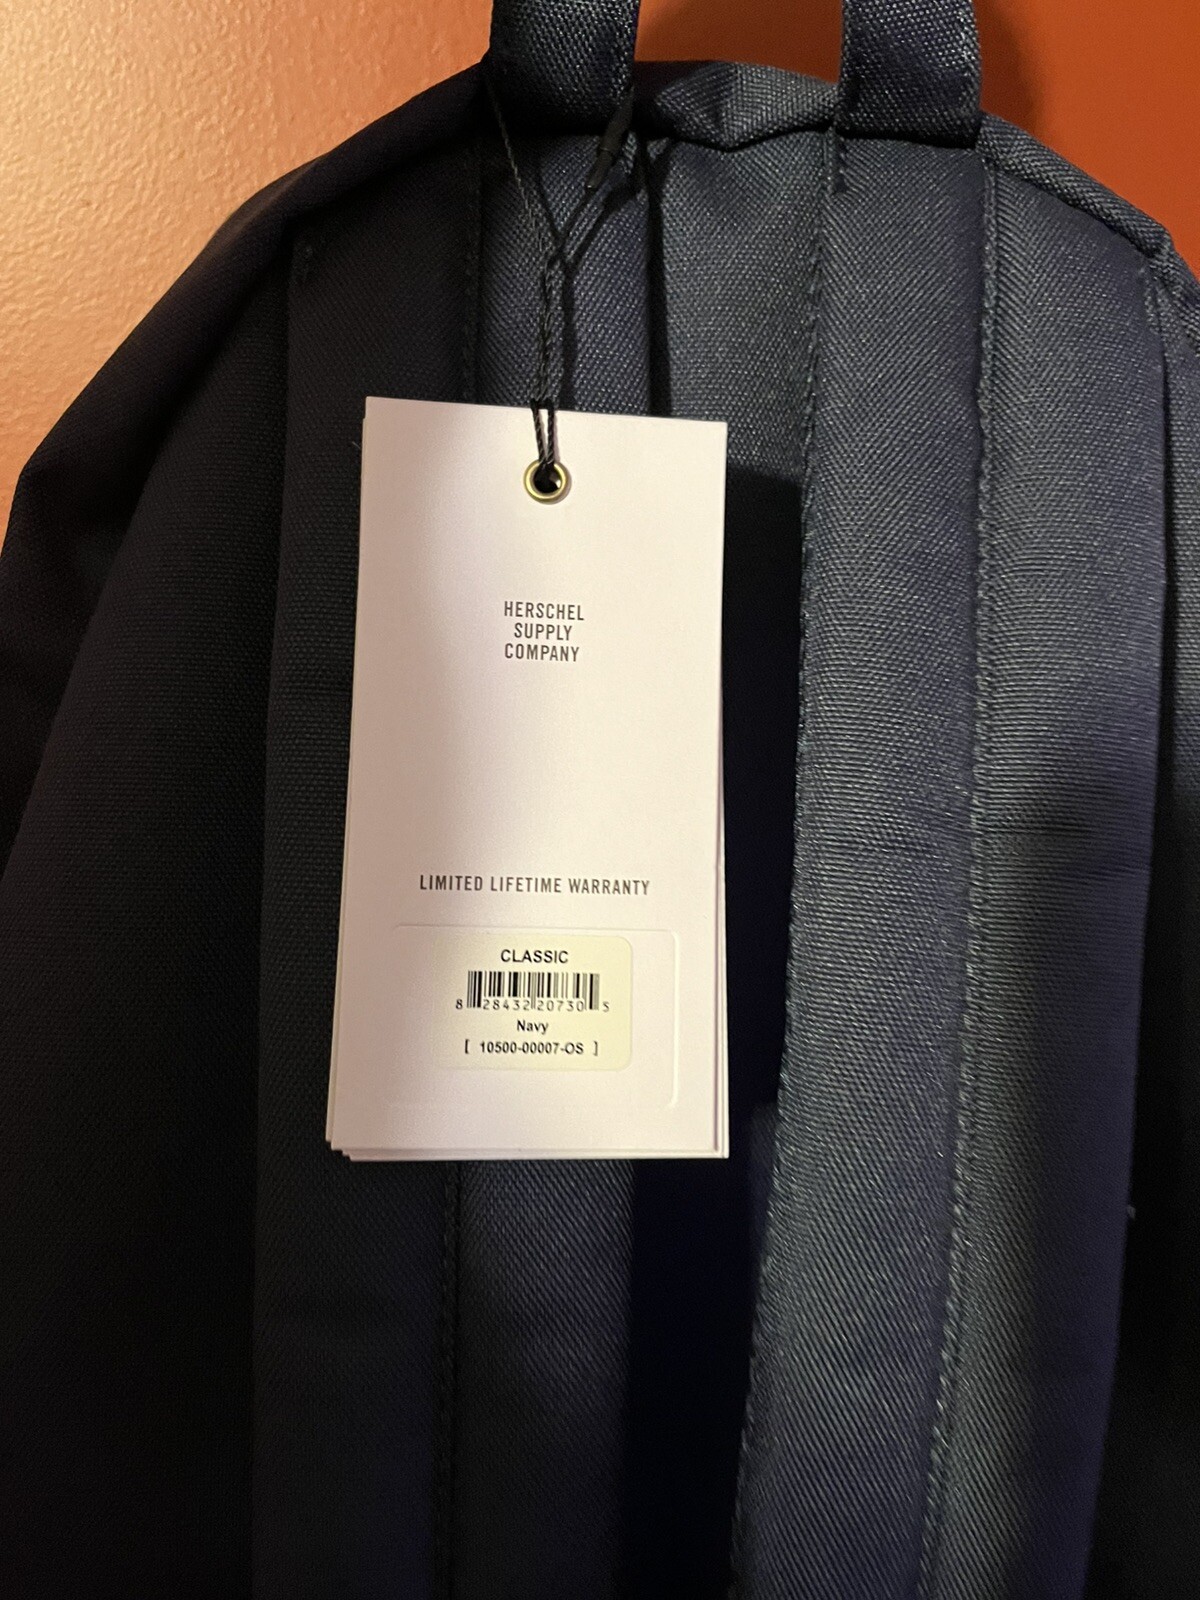 HERSCHEL
SUPPLY
COMPANY
LIMITED LIFETIME WARRANTY
CLASSIC
8 28432 20730 5
Navy
[ 10500-00007-OS ]